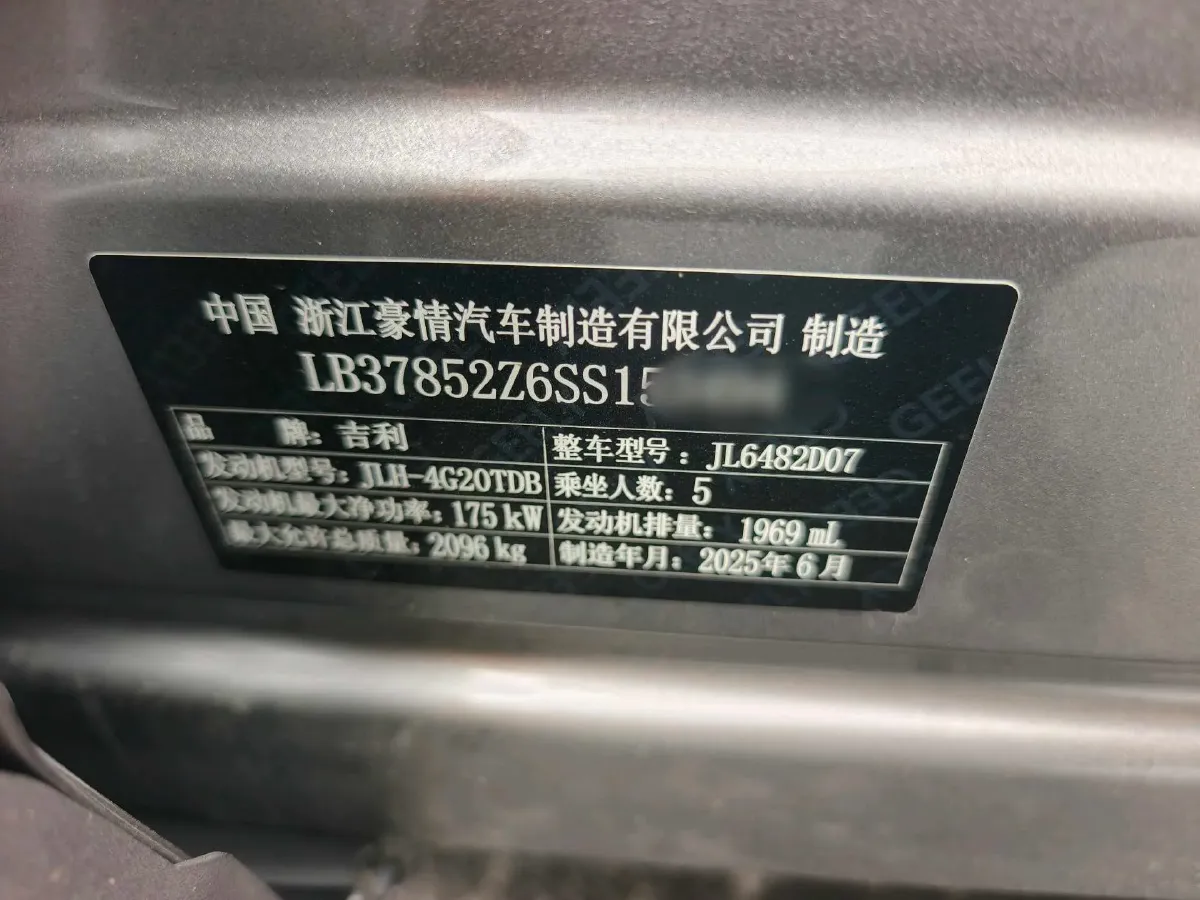 中国 浙江豪情汽车制造有限公司 制造
LB37852Z6SS15
品 牌：吉利 整车型号：JL6482D07
发动机型号：JLH-4G20TDB 乘坐人数：5
发动机最大净功率：175 kW 发动机排量：1969 mL
最大允许总质量：2096 kg 制造年月：2025年6月